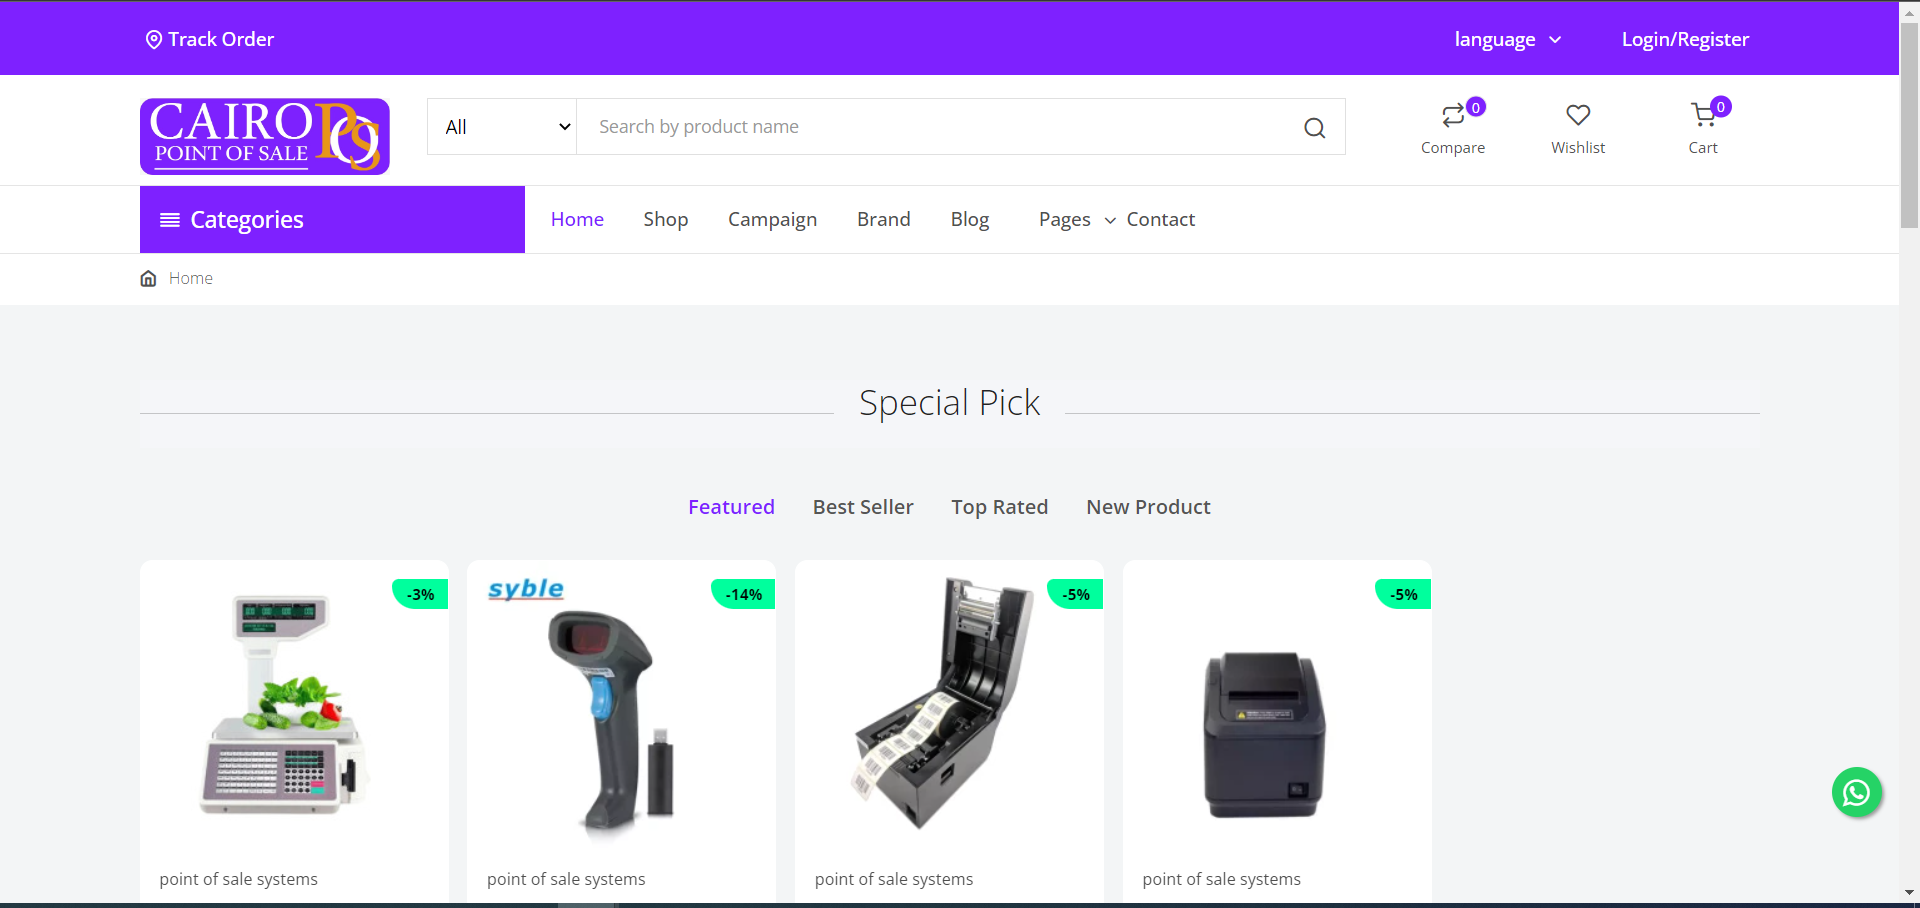 Track Order
language
Login/Register
CAIRO POS
POINT OF SALE
All
Search by product name
0
0
Compare
Wishlist
Cart
Categories
Home
Shop
Campaign
Brand
Blog
Pages
Contact
Home
Special Pick
Featured
Best Seller
Top Rated
New Product
-3%
syble
-14%
-5%
-5%
point of sale systems
point of sale systems
point of sale systems
point of sale systems